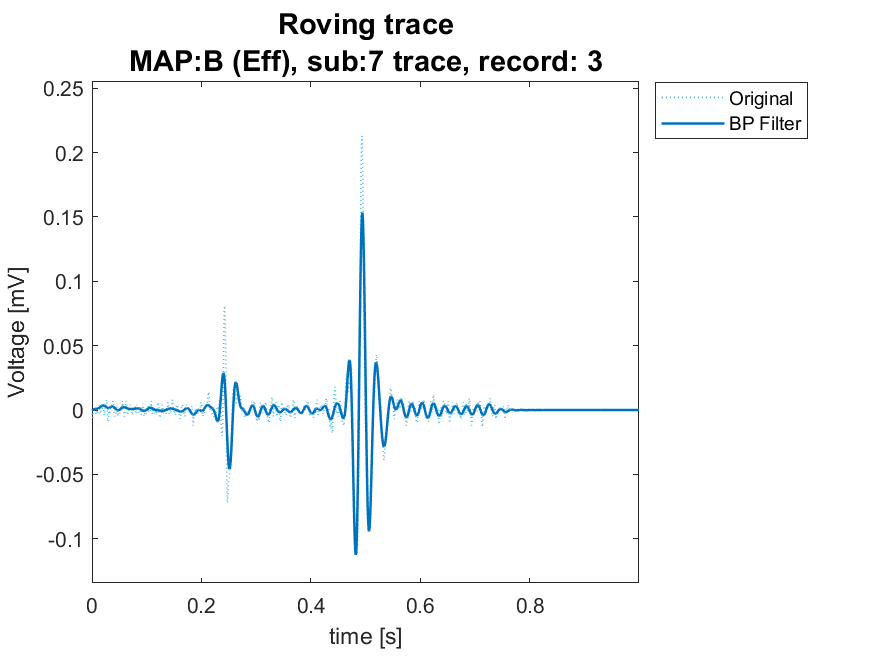 Roving trace
MAP:B (Eff), sub:7 trace, record: 3
Original
BP Filter
0.25
0.2
0.15
0.1
0.05
0
-0.05
-0.1
Voltage [mV]
0
0.2
0.4
0.6
0.8
time [s]